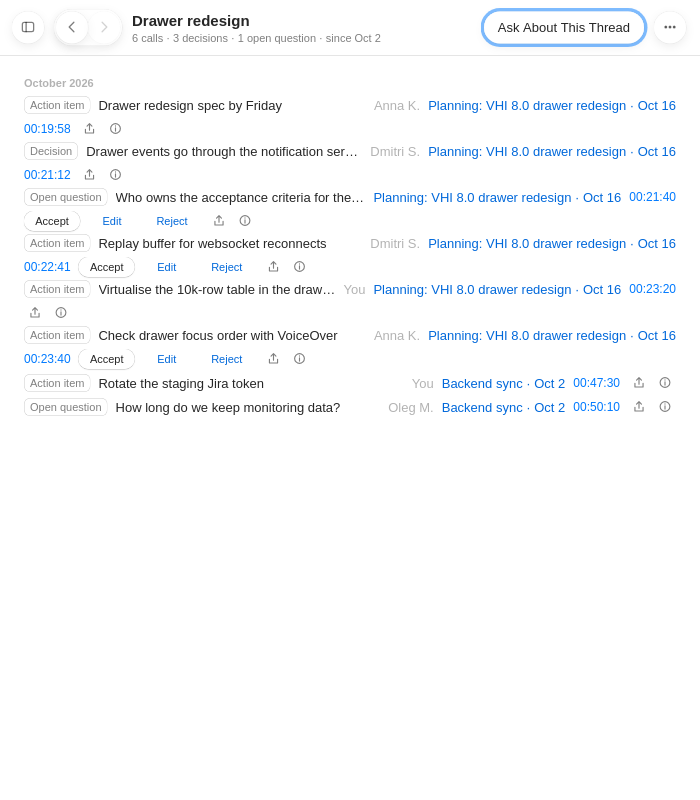 Drawer redesign
6 calls · 3 decisions · 1 open question · since Oct 2
Ask About This Thread
October 2026
Action item Drawer redesign spec by Friday Anna K. Planning: VHI 8.0 drawer redesign · Oct 16
00:19:58
Decision Drawer events go through the notification ser… Dmitri S. Planning: VHI 8.0 drawer redesign · Oct 16
00:21:12
Open question Who owns the acceptance criteria for the… Planning: VHI 8.0 drawer redesign · Oct 16 00:21:40
Accept Edit Reject
Action item Replay buffer for websocket reconnects Dmitri S. Planning: VHI 8.0 drawer redesign · Oct 16
00:22:41 Accept Edit Reject
Action item Virtualise the 10k-row table in the draw… You Planning: VHI 8.0 drawer redesign · Oct 16 00:23:20
Action item Check drawer focus order with VoiceOver Anna K. Planning: VHI 8.0 drawer redesign · Oct 16
00:23:40 Accept Edit Reject
Action item Rotate the staging Jira token You Backend sync · Oct 2 00:47:30
Open question How long do we keep monitoring data? Oleg M. Backend sync · Oct 2 00:50:10